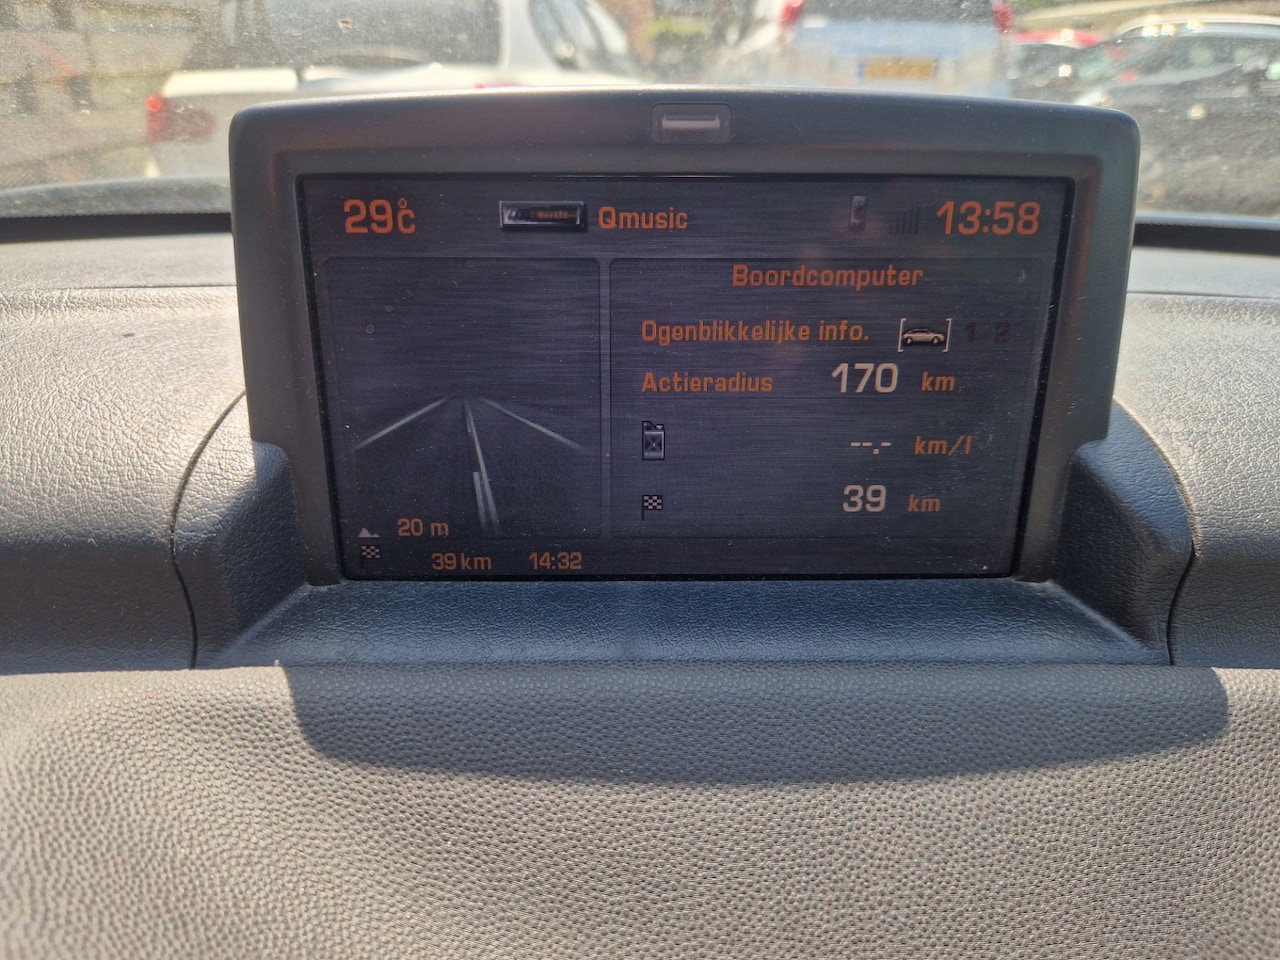 29°C Qmusic 13:58
Boordcomputer
Ogenblikkelijke info. 1 2
Actieradius 170 km
--.- km/l
39 km
20 m
39 km 14:32